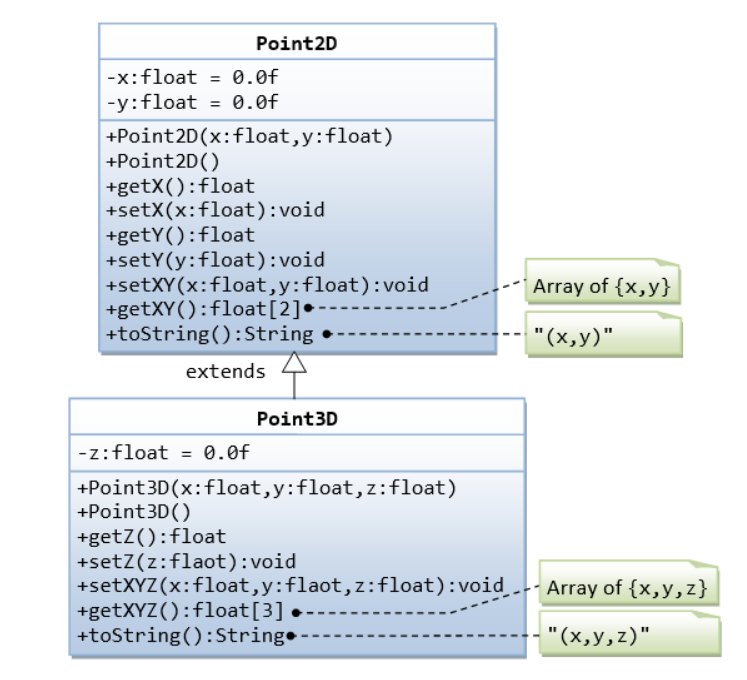 Point2D
-x:float = 0.0f
-y:float = 0.0f
+Point2D(x:float,y:float)
+Point2D()
+getX():float
+setX(x:float):void
+getY():float
+setY(y:float):void
+setXY(x:float,y:float):void
+getXY():float[2]
Array of {x,y}
+toString():String
"(x,y)"
extends
Point3D
-z:float = 0.0f
+Point3D(x:float,y:float,z:float)
+Point3D()
+getZ():float
+setZ(z:flaot):void
+setXYZ(x:float,y:flaot,z:float):void
+getXYZ():float[3]
Array of {x,y,z}
+toString():String
"(x,y,z)"